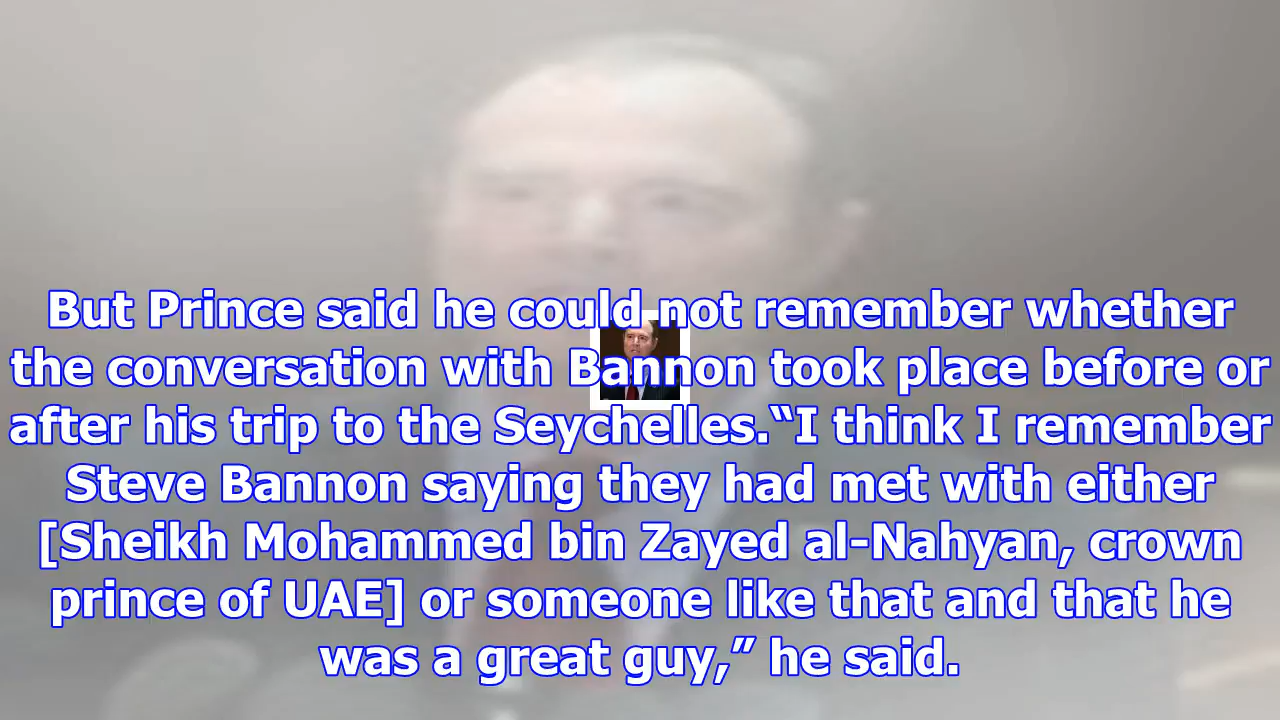 But Prince said he could not remember whether
the conversation with Bannon took place before or
after his trip to the Seychelles.“I think I remember
Steve Bannon saying they had met with either
[Sheikh Mohammed bin Zayed al-Nahyan, crown
prince of UAE] or someone like that and that he
was a great guy,” he said.